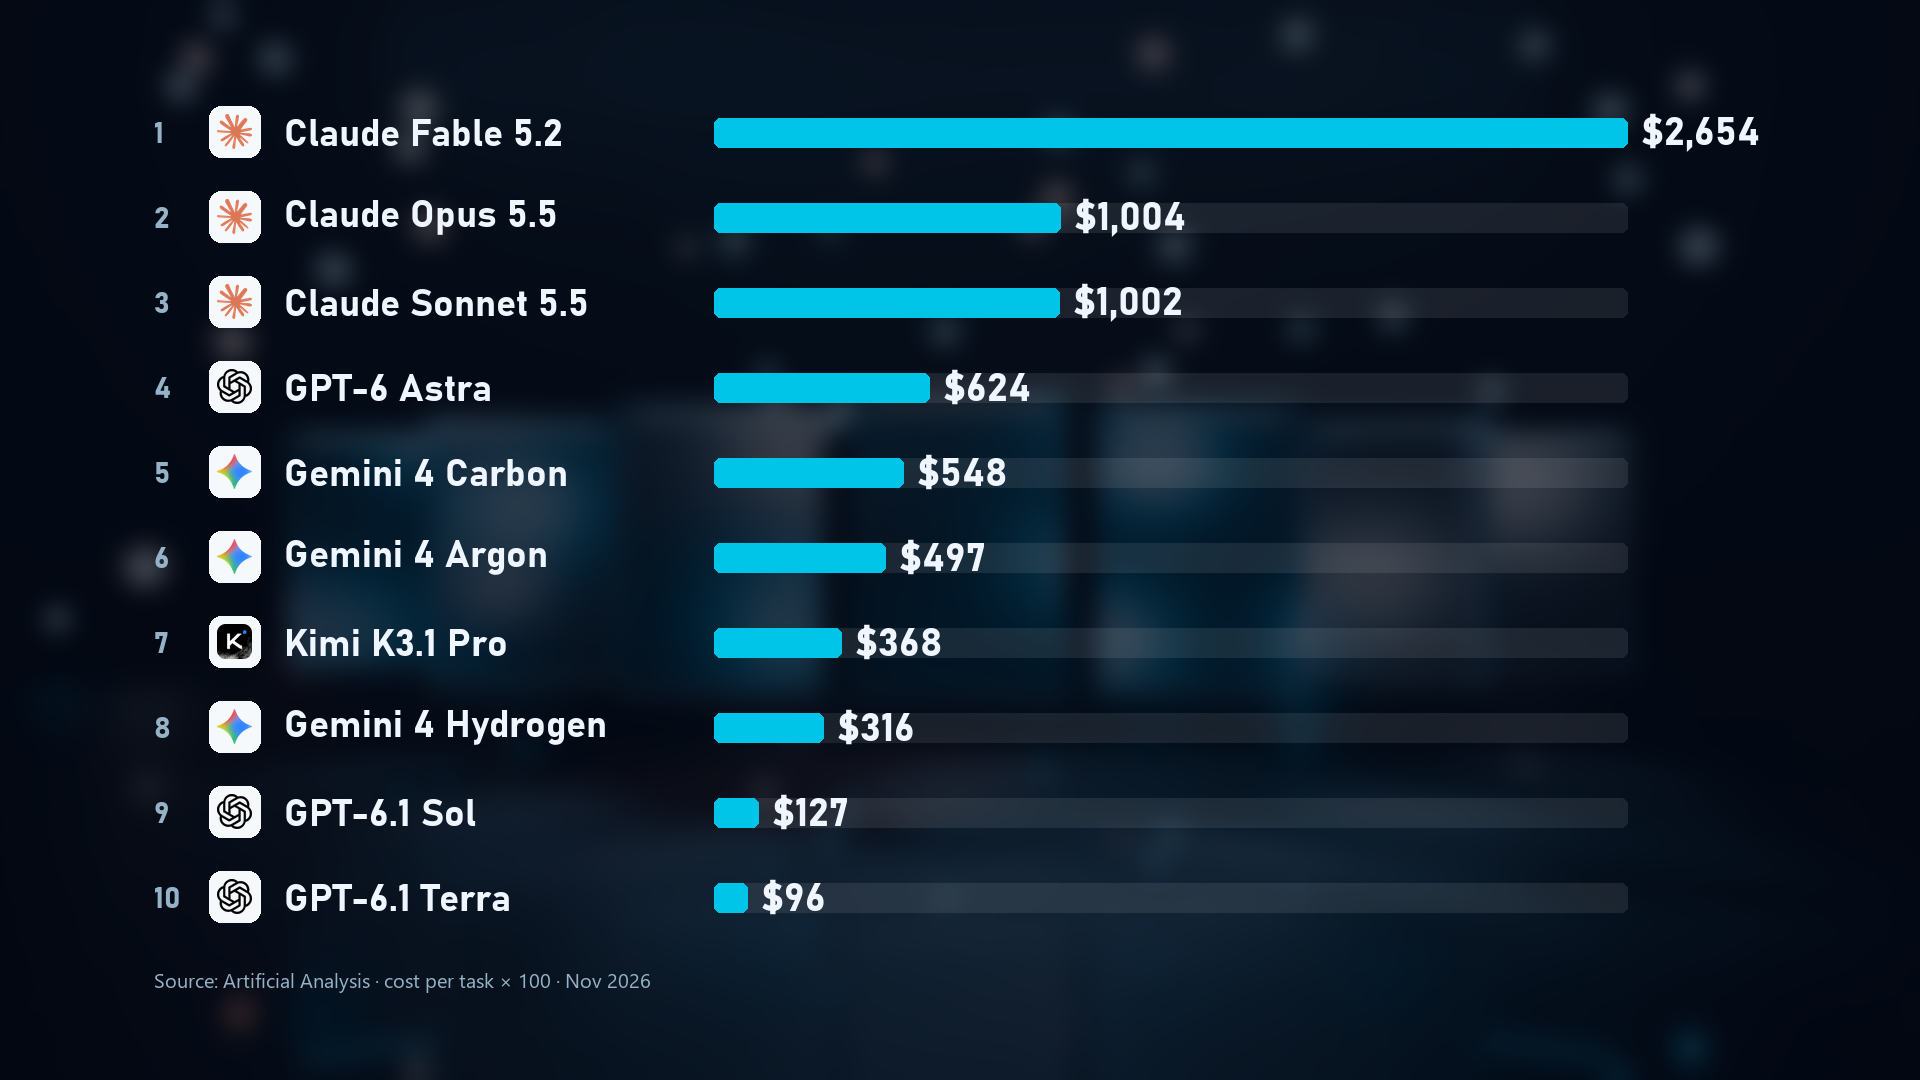 1 Claude Fable 5.2 $2,654
2 Claude Opus 5.5 $1,004
3 Claude Sonnet 5.5 $1,002
4 GPT-6 Astra $624
5 Gemini 4 Carbon $548
6 Gemini 4 Argon $497
7 K Kimi K3.1 Pro $368
8 Gemini 4 Hydrogen $316
9 GPT-6.1 Sol $127
10 GPT-6.1 Terra $96
Source: Artificial Analysis · cost per task × 100 · Nov 2026